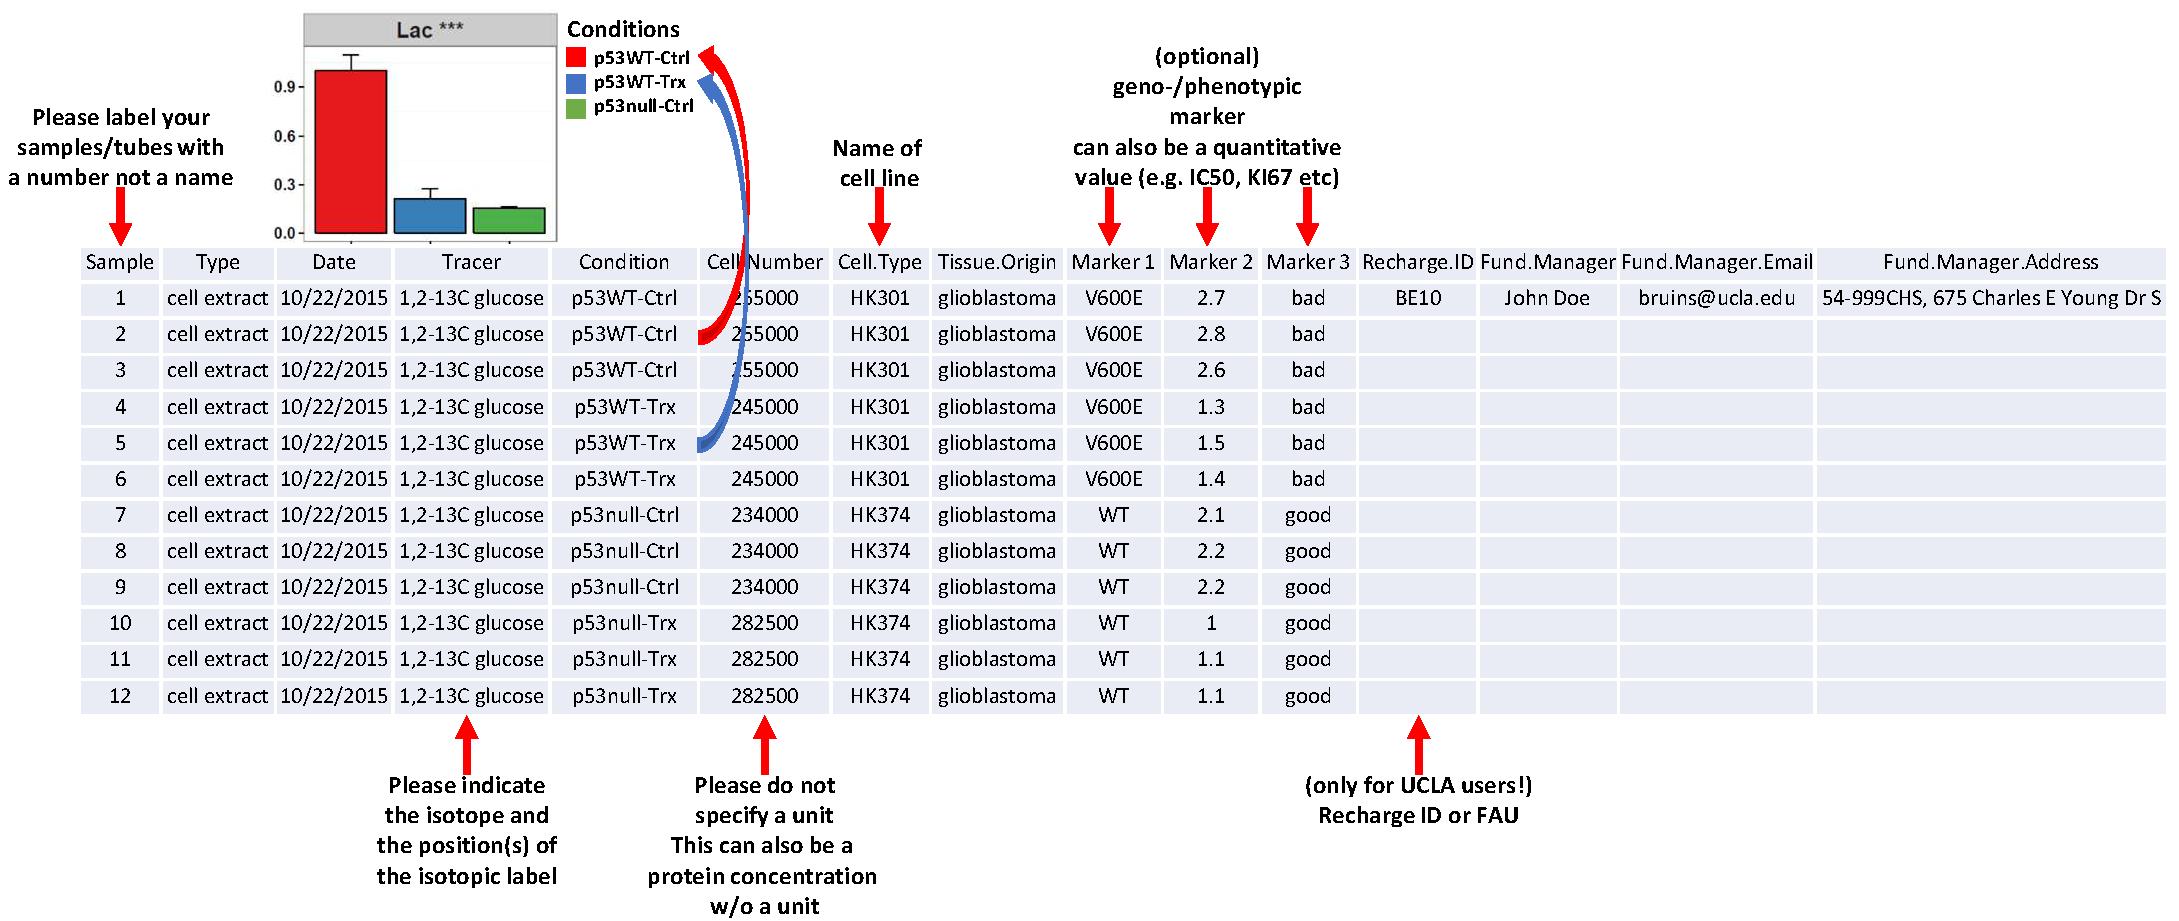 Lac ***
0.9
0.6
0.3
0.0
Conditions
p53WT-Ctrl
p53WT-Trx
p53null-Ctrl
Please label your
samples/tubes with
a number not a name
Name of
cell line
(optional)
geno-/phenotypic
marker
can also be a quantitative
value (e.g. IC50, KI67 etc)
Sample Type Date Tracer Condition Cell.Number Cell.Type Tissue.Origin Marker 1 Marker 2 Marker 3 Recharge.ID Fund.Manager Fund.Manager.Email Fund.Manager.Address
1 cell extract 10/22/2015 1,2-13C glucose p53WT-Ctrl 255000 HK301 glioblastoma V600E 2.7 bad BE10 John Doe bruins@ucla.edu 54-999CHS, 675 Charles E Young Dr S
2 cell extract 10/22/2015 1,2-13C glucose p53WT-Ctrl 255000 HK301 glioblastoma V600E 2.8 bad
3 cell extract 10/22/2015 1,2-13C glucose p53WT-Ctrl 255000 HK301 glioblastoma V600E 2.6 bad
4 cell extract 10/22/2015 1,2-13C glucose p53WT-Trx 245000 HK301 glioblastoma V600E 1.3 bad
5 cell extract 10/22/2015 1,2-13C glucose p53WT-Trx 245000 HK301 glioblastoma V600E 1.5 bad
6 cell extract 10/22/2015 1,2-13C glucose p53WT-Trx 245000 HK301 glioblastoma V600E 1.4 bad
7 cell extract 10/22/2015 1,2-13C glucose p53null-Ctrl 234000 HK374 glioblastoma WT 2.1 good
8 cell extract 10/22/2015 1,2-13C glucose p53null-Ctrl 234000 HK374 glioblastoma WT 2.2 good
9 cell extract 10/22/2015 1,2-13C glucose p53null-Ctrl 234000 HK374 glioblastoma WT 2.2 good
10 cell extract 10/22/2015 1,2-13C glucose p53null-Trx 282500 HK374 glioblastoma WT 1 good
11 cell extract 10/22/2015 1,2-13C glucose p53null-Trx 282500 HK374 glioblastoma WT 1.1 good
12 cell extract 10/22/2015 1,2-13C glucose p53null-Trx 282500 HK374 glioblastoma WT 1.1 good
Please indicate
the isotope and
the position(s) of
the isotopic label
Please do not
specify a unit
This can also be a
protein concentration
w/o a unit
(only for UCLA users!)
Recharge ID or FAU